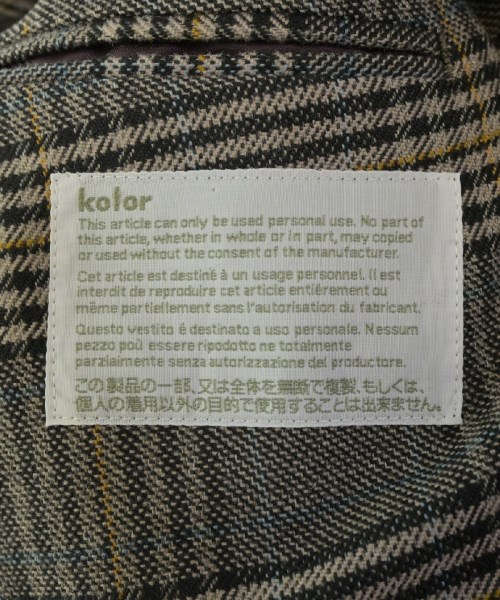 kolor
This article can only be used personal use. No part of
this article, whether in whole or in part, may copied
or used without the consent of the manufacturer.
Cet article est destiné à un usage personnel. Il est
interdit de reproduire cet article entiérement ou
même partiellement sans l'autorisation du fabricant.
Questo vestito é destinato a uso personale. Nessum
pezzo poü essere ripodotto ne totalmente
parzialmente senza autorizzazione del productore.
この製品の一部、又は全体を無断で複製、もしくは、
個人の着用以外の目的で使用することは出来ません。